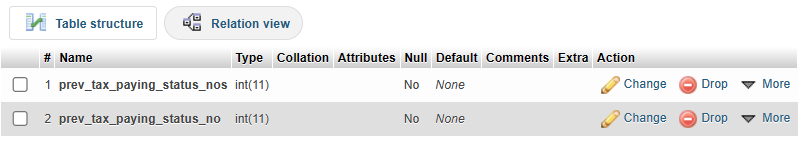 Table structure Relation view
# Name Type Collation Attributes Null Default Comments Extra Action
1 prev_tax_paying_status_nos int(11) No None Change Drop More
2 prev_tax_paying_status_no int(11) No None Change Drop More